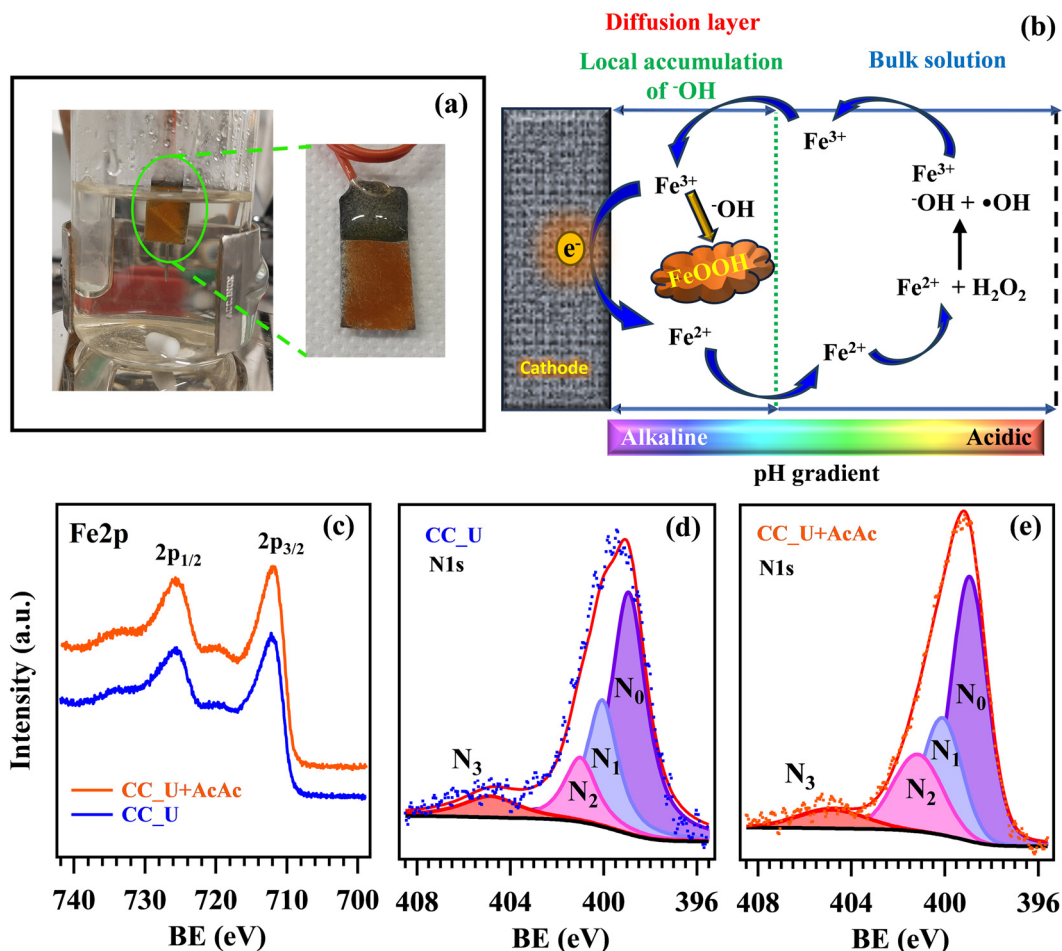 (a)
Diffusion layer
(b)
Local accumulation
of ⁻OH
Bulk solution
Fe³⁺
Fe³⁺
Fe³⁺
⁻OH
⁻OH + •OH
e⁻
FeOOH
Fe²⁺ + H₂O₂
Fe²⁺
Fe²⁺
Cathode
Alkaline
Acidic
pH gradient
Fe2p
(c)
2p₁/₂
2p₃/₂
CC_U+AcAc
CC_U
Intensity (a.u.)
740 730 720 710 700
BE (eV)
CC_U
(d)
N1s
N₀
N₁
N₂
N₃
408 404 400 396
BE (eV)
CC_U+AcAc
(e)
N1s
N₀
N₁
N₂
N₃
408 404 400 396
BE (eV)